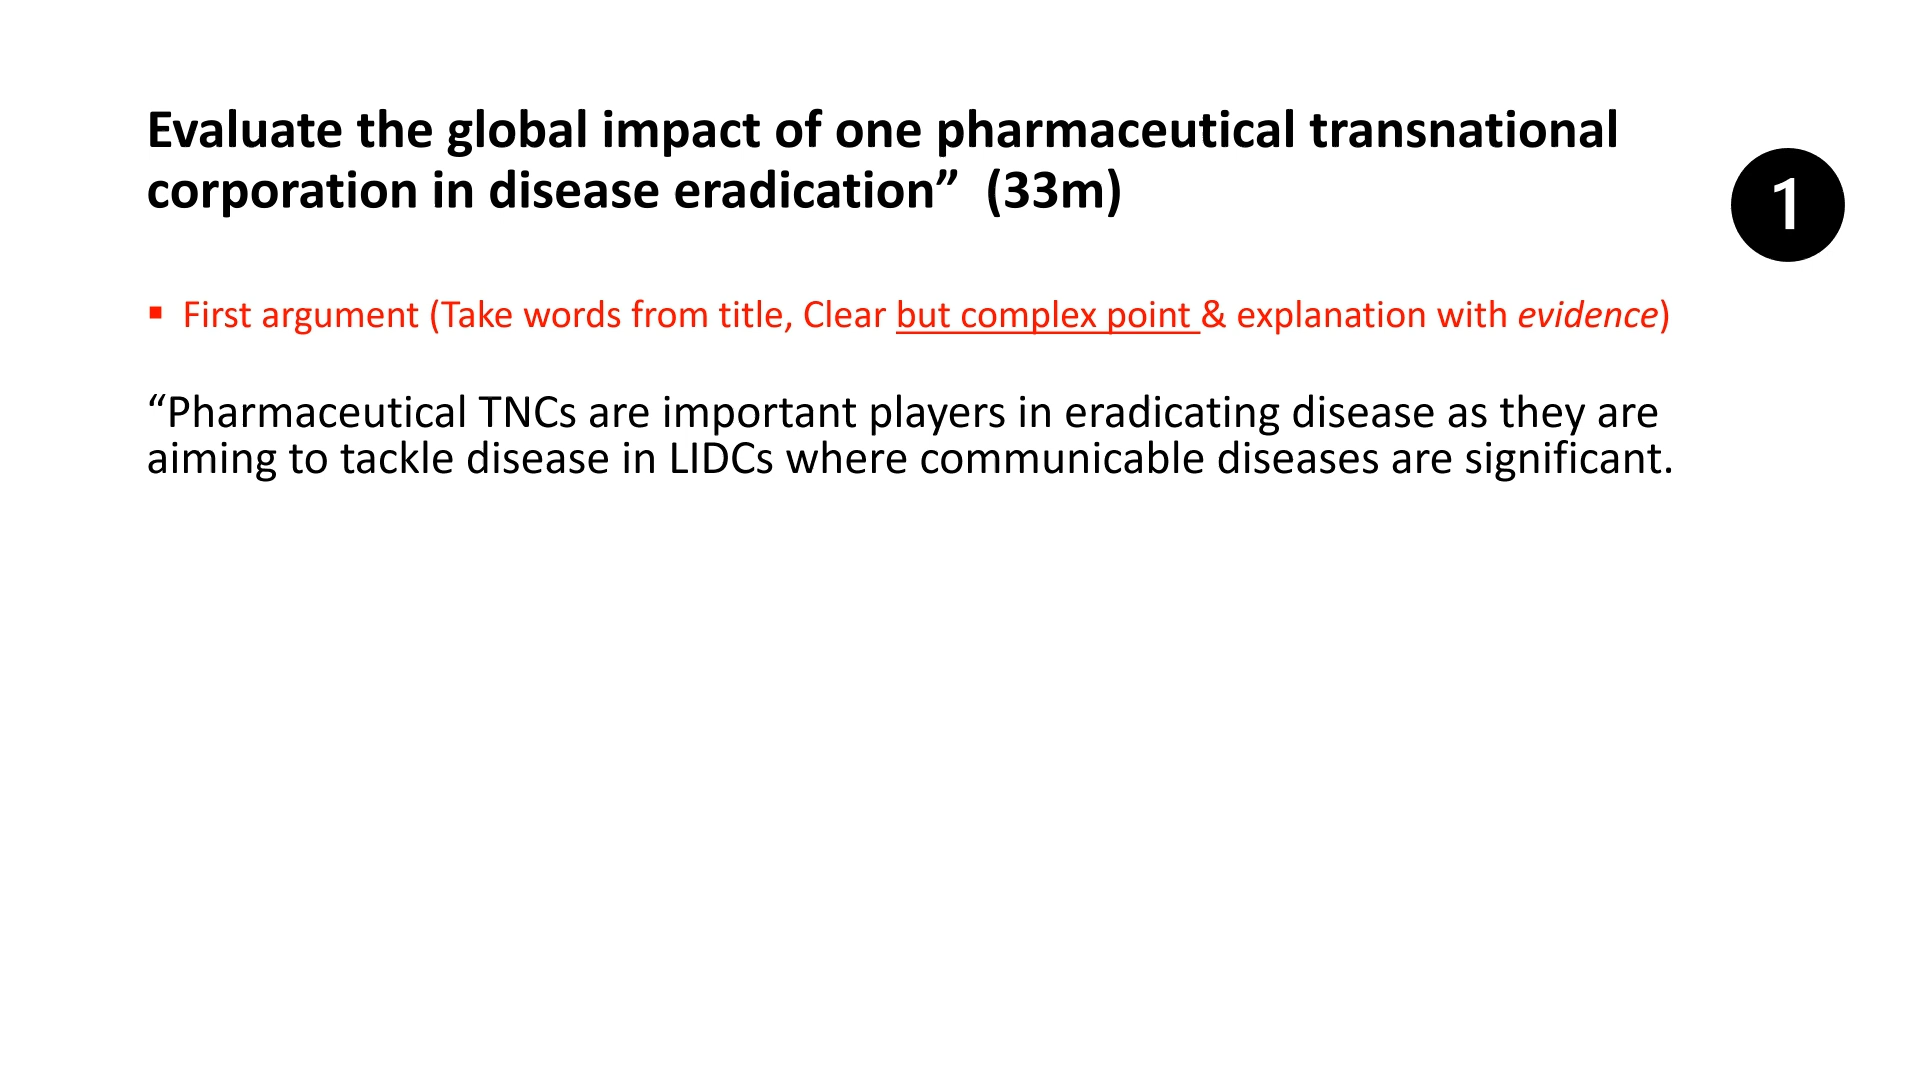 Evaluate the global impact of one pharmaceutical transnational
corporation in disease eradication”  (33m)
1
▪ First argument (Take words from title, Clear but complex point & explanation with evidence)
“Pharmaceutical TNCs are important players in eradicating disease as they are
aiming to tackle disease in LIDCs where communicable diseases are significant.